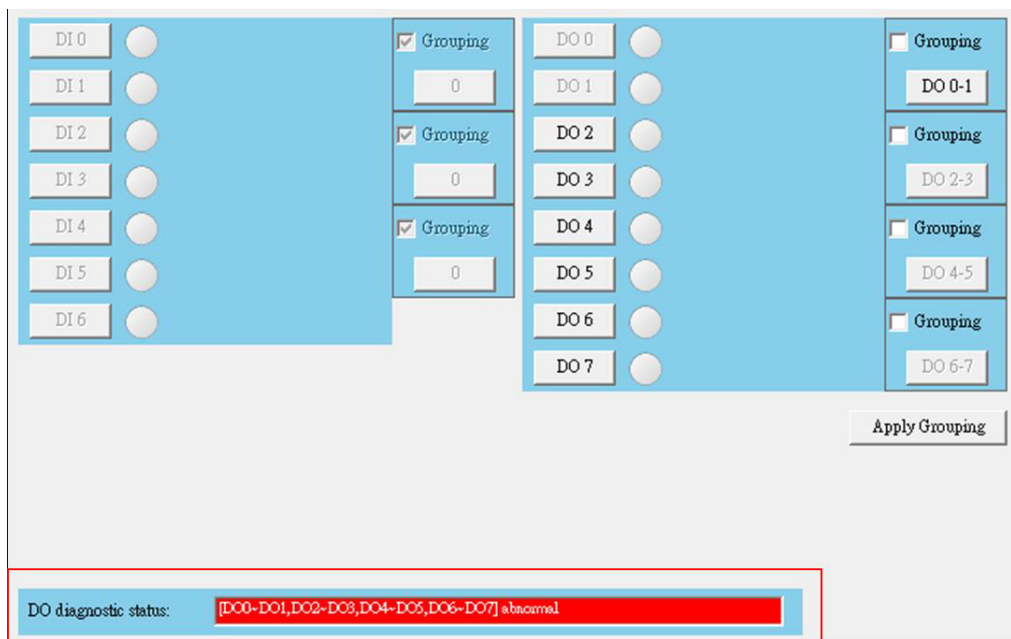 DI 0
Grouping
DI 1
0
DI 2
Grouping
DI 3
0
DI 4
Grouping
DI 5
0
DI 6
DO 0
Grouping
DO 1
DO 0-1
DO 2
Grouping
DO 3
DO 2-3
DO 4
Grouping
DO 5
DO 4-5
DO 6
Grouping
DO 7
DO 6-7
Apply Grouping
DO diagnostic status:
[DO0~DO1,DO2~DO3,DO4~DO5,DO6~DO7] abnormal